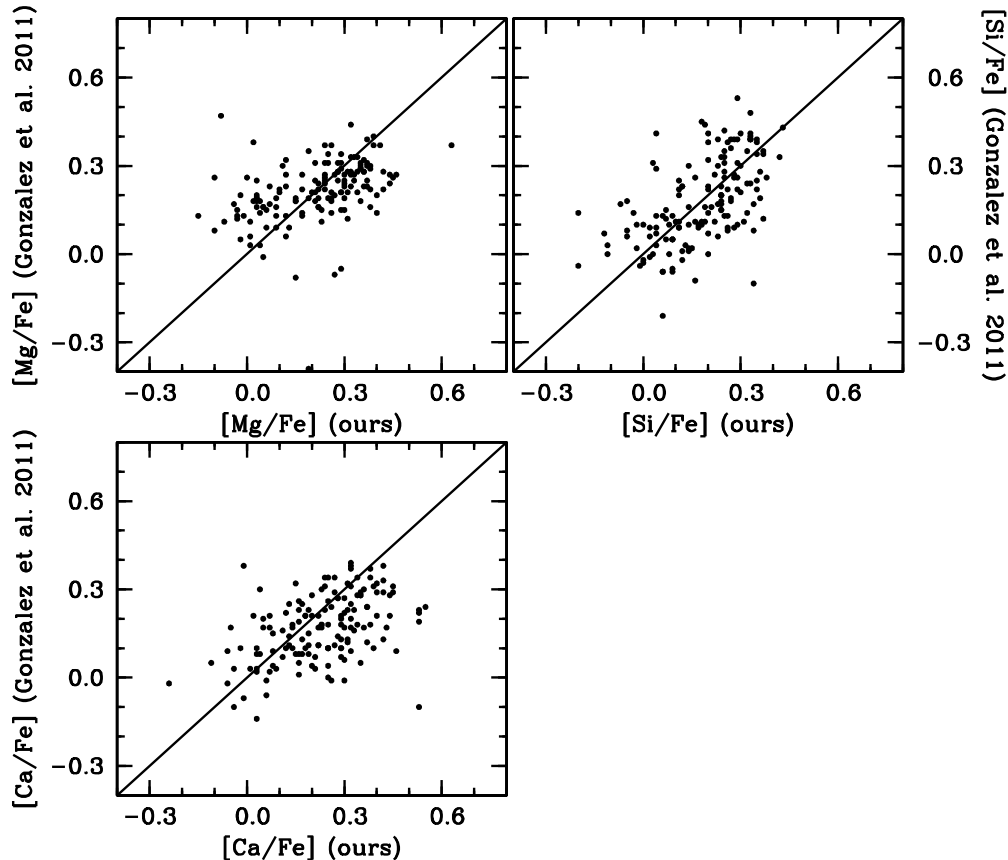 [Mg/Fe] (Gonzalez et al. 2011)
0.6
0.3
0.0
−0.3
−0.3 0.0 0.3 0.6
[Mg/Fe] (ours)
[Si/Fe] (Gonzalez et al. 2011)
0.6
0.3
0.0
−0.3
−0.3 0.0 0.3 0.6
[Si/Fe] (ours)
[Ca/Fe] (Gonzalez et al. 2011)
0.6
0.3
0.0
−0.3
−0.3 0.0 0.3 0.6
[Ca/Fe] (ours)